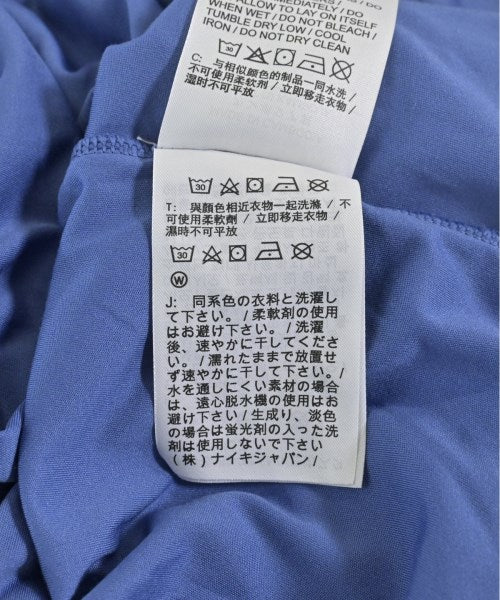 IMMEDIATELY / DO
ALLOW TO LAY ON ITSELF
WHEN WET / DO NOT BLEACH /
TUMBLE DRY LOW / COOL
IRON / DO NOT DRY CLEAN
30
C: 与相似颜色的制品一同水洗 /
不可使用柔软剂 / 立即移走衣物 /
湿时不可平放
30
T: 與顏色相近衣物一起洗滌 / 不
可使用柔軟劑 / 立即移走衣物 /
濕時不可平放
30
W
J: 同系色の衣料と洗濯し
て下さい。/ 柔軟剤の使用
はお避け下さい。/ 洗濯
後、速やかに干してくださ
い。/ 濡れたままで放置せ
ず速やかに干して下さい。/
水を通しにくい素材の場合
は、遠心脱水機の使用はお
避け下さい / 生成り、淡色
の場合は蛍光剤の入った洗
剤は使用しないで下さい
(株) ナイキジャパン /